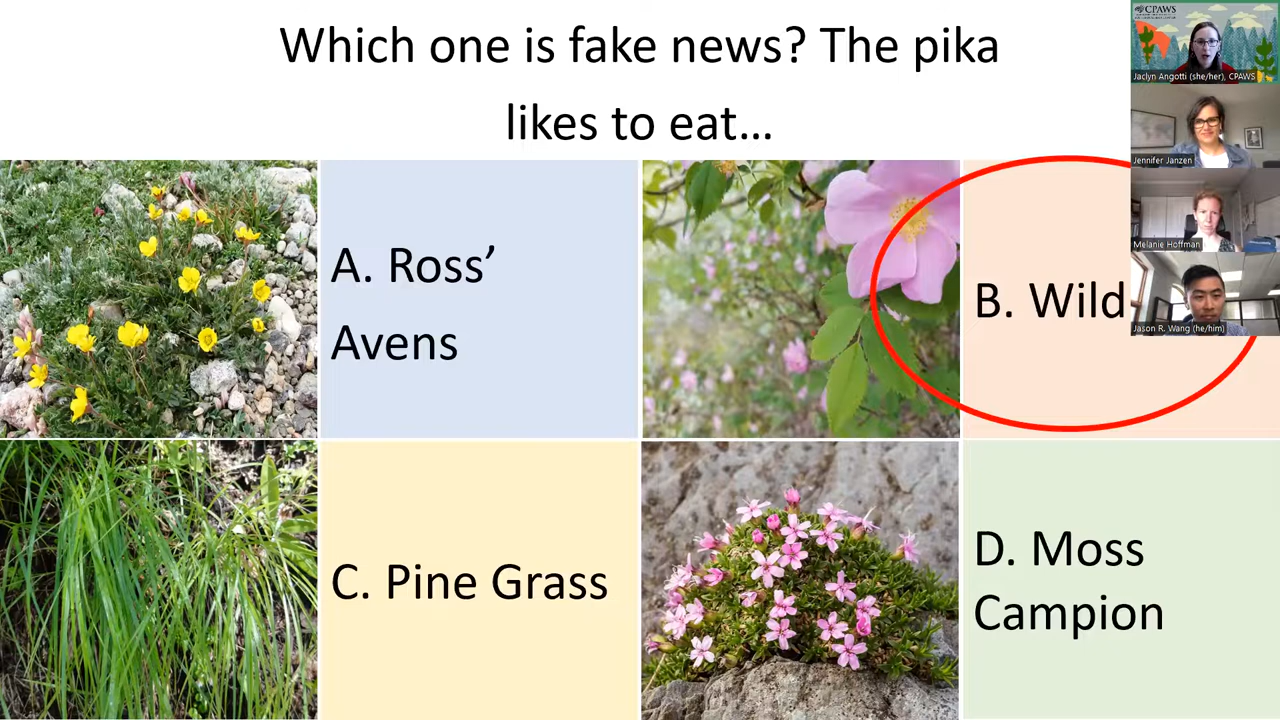 Which one is fake news? The pika
likes to eat…
A. Ross’
Avens
B. Wild
C. Pine Grass
D. Moss
Campion
CPAWS
Jaclyn Angotti (she/her), CPAWS
Jennifer Janzen
Melanie Hoffman
Jason R. Wang (he/him)